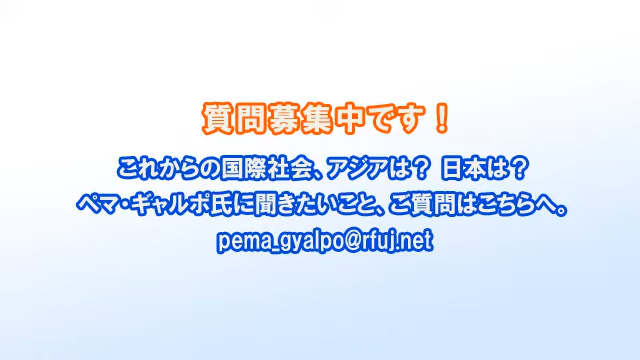 質問募集中です！
これからの国際社会、アジアは？ 日本は？
ペマ・ギャルポ氏に聞きたいこと、ご質問はこちらへ。
pema_gyalpo@rfuj.net